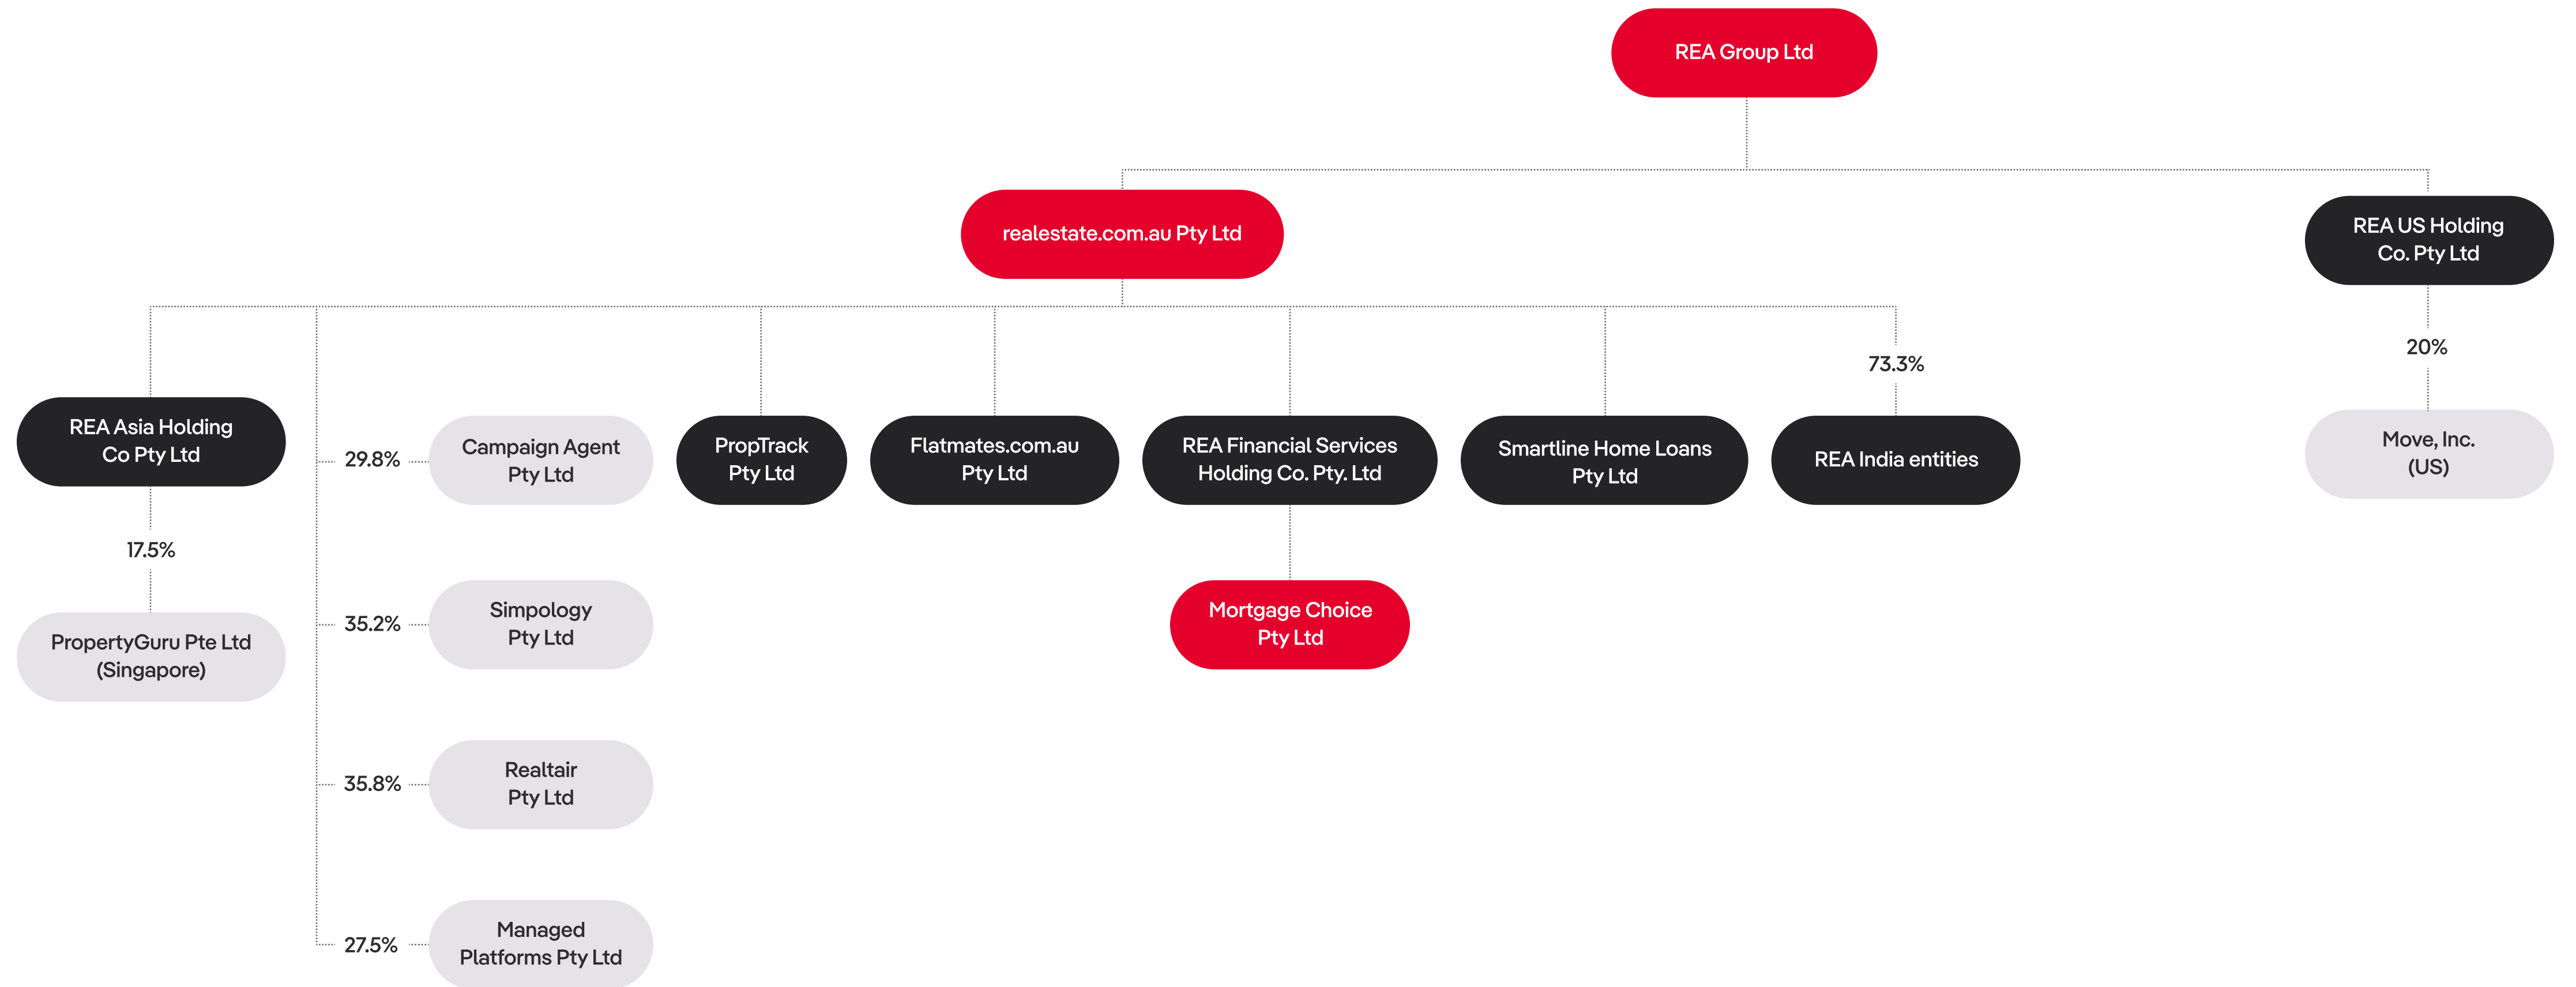 REA Group Ltd
realestate.com.au Pty Ltd
REA US Holding
Co. Pty Ltd
20%
Move, Inc.
(US)
REA Asia Holding
Co Pty Ltd
17.5%
PropertyGuru Pte Ltd
(Singapore)
29.8%
Campaign Agent
Pty Ltd
35.2%
Simpology
Pty Ltd
35.8%
Realtair
Pty Ltd
27.5%
Managed
Platforms Pty Ltd
PropTrack
Pty Ltd
Flatmates.com.au
Pty Ltd
REA Financial Services
Holding Co. Pty. Ltd
Mortgage Choice
Pty Ltd
Smartline Home Loans
Pty Ltd
73.3%
REA India entities